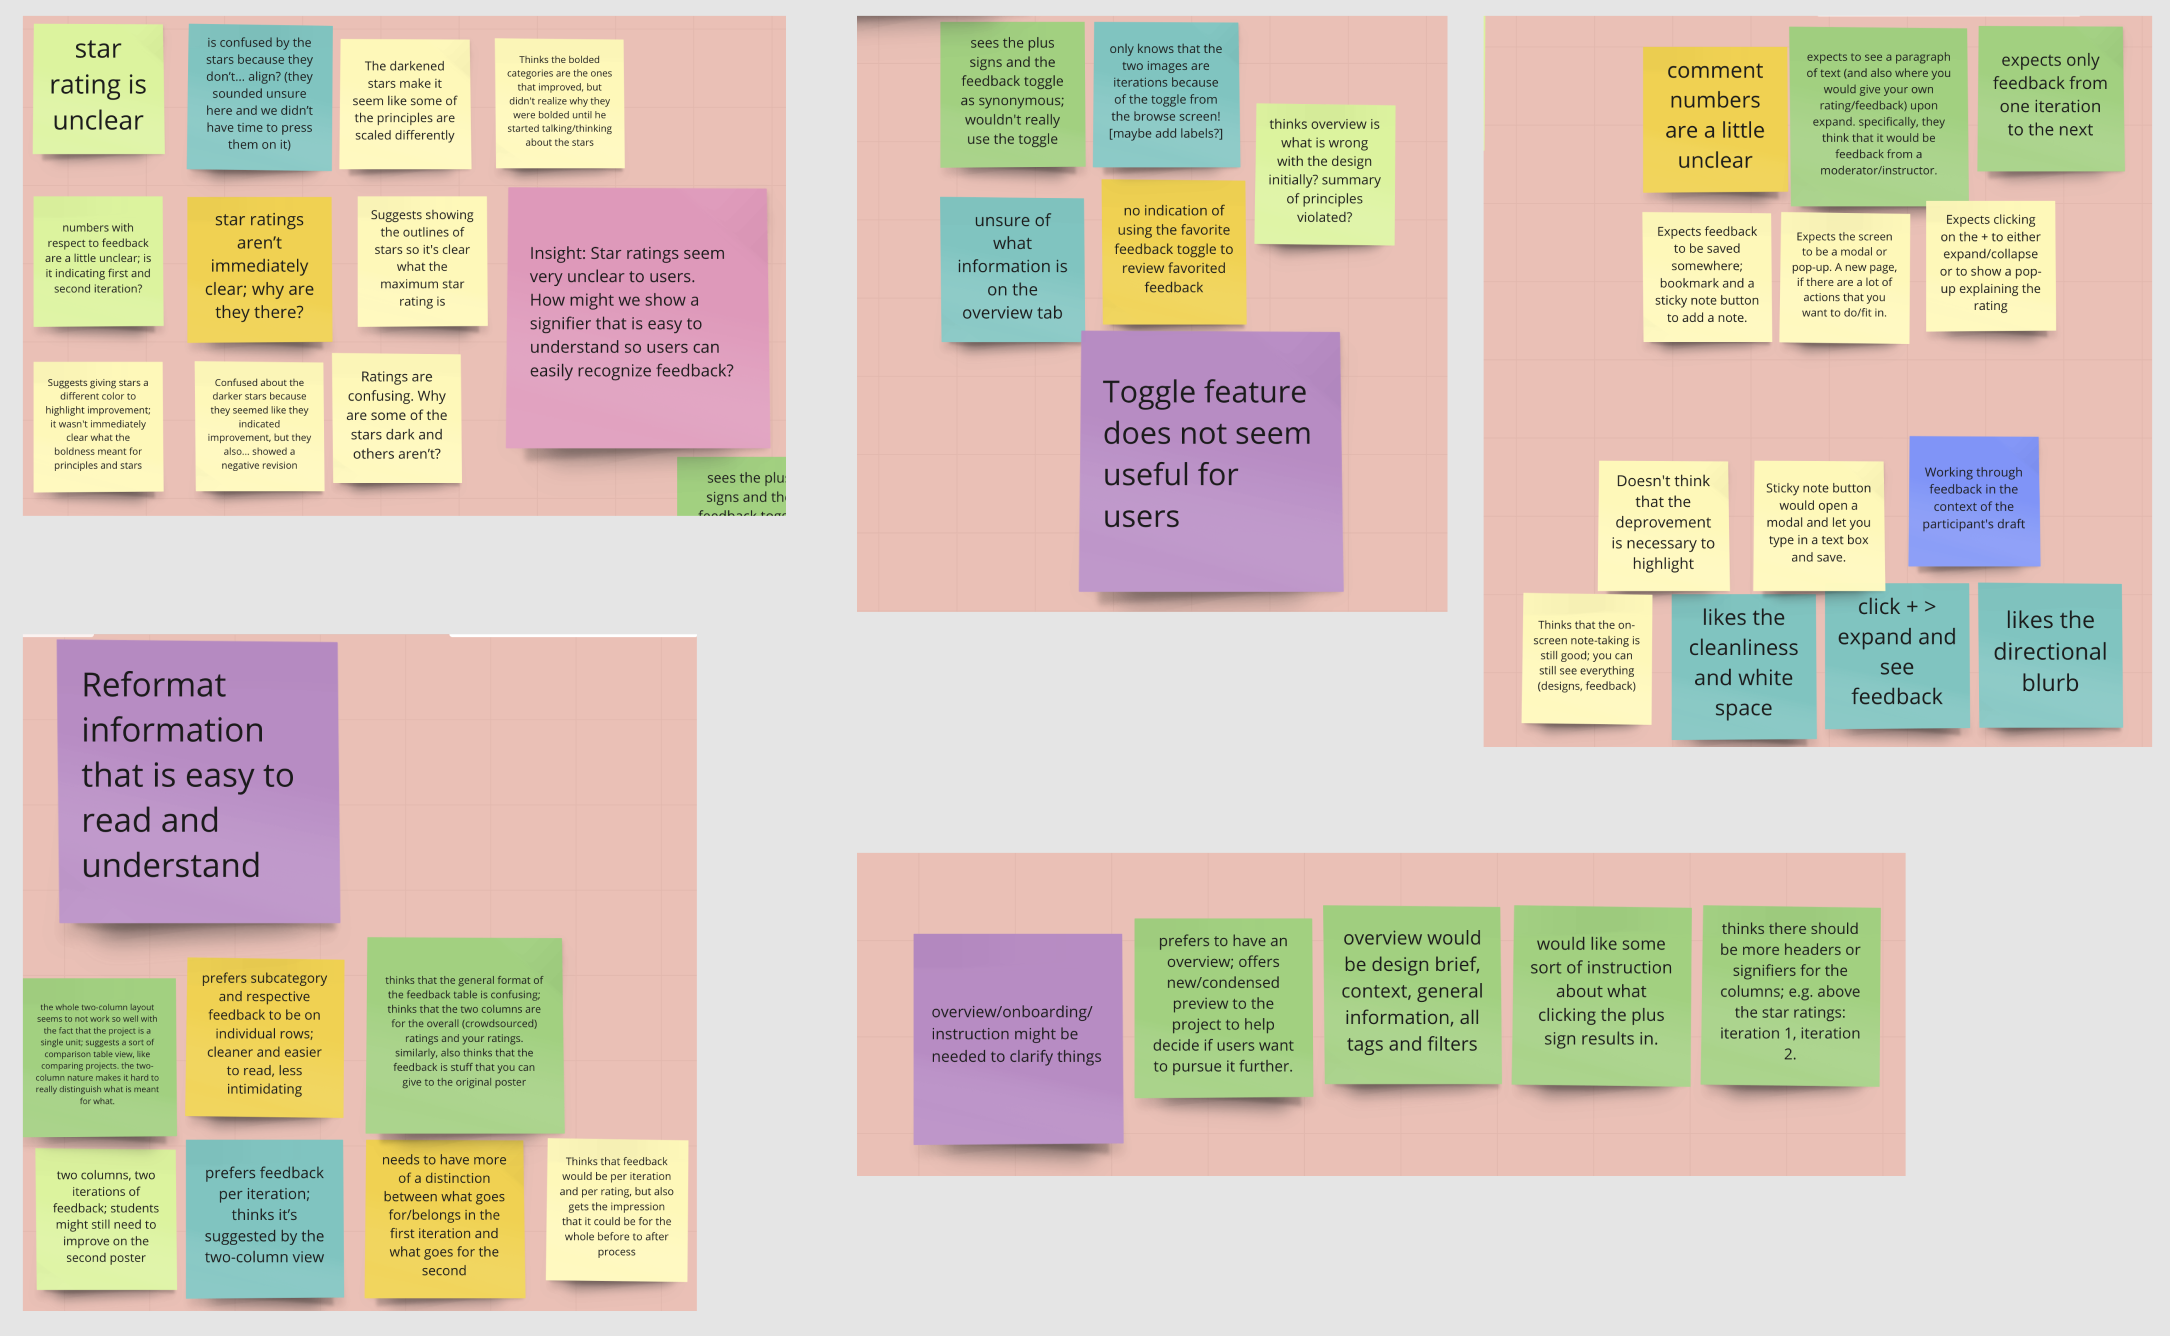 star
rating is
unclear
is confused by the
stars because they
don't... align? (they
sounded unsure
here and we didn't
have time to press
them on it)
The darkened
stars make it
seem like some of
the principles are
scaled differently
Thinks the bolded
categories are the ones
that improved, but
didn't realize why they
were bolded until he
started talking/thinking
about the stars
numbers with
respect to feedback
are a little unclear; is
it indicating first and
second iteration?
star ratings
aren't
immediately
clear; why are
they there?
Suggests showing
the outlines of
stars so it's clear
what the
maximum star
rating is
Insight: Star ratings seem
very unclear to users.
How might we show a
signifier that is easy to
understand so users can
easily recognize feedback?
Suggests giving stars a
different color to
highlight improvement;
it wasn't immediately
clear what the
boldness meant for
principles and stars
Confused about the
darker stars because
they seemed like they
indicated
improvement, but they
also... showed a
negative revision
Ratings are
confusing. Why
are some of the
stars dark and
others aren't?
sees the plu
signs and th
feedback togg
sees the plus
signs and the
feedback toggle
as synonymous;
wouldn't really
use the toggle
only knows that the
two images are
iterations because
of the toggle from
the browse screen!
[maybe add labels?]
thinks overview is
what is wrong
with the design
initially? summary
of principles
violated?
unsure of
what
information is
on the
overview tab
no indication of
using the favorite
feedback toggle to
review favorited
feedback
Toggle feature
does not seem
useful for
users
comment
numbers
are a little
unclear
expects to see a paragraph
of text (and also where you
would give your own
rating/feedback) upon
expand. specifically, they
think that it would be
feedback from a
moderator/instructor.
expects only
feedback from
one iteration
to the next
Expects feedback
to be saved
somewhere;
bookmark and a
sticky note button
to add a note.
Expects the screen
to be a modal or
pop-up. A new page,
if there are a lot of
actions that you
want to do/fit in.
Expects clicking
on the + to either
expand/collapse
or to show a pop-
up explaining the
rating
Doesn't think
that the
deprovement
is necessary to
highlight
Sticky note button
would open a
modal and let you
type in a text box
and save.
Working through
feedback in the
context of the
participant's draft
Thinks that the on-
screen note-taking is
still good; you can
still see everything
(designs, feedback)
likes the
cleanliness
and white
space
click + >
expand and
see
feedback
likes the
directional
blurb
Reformat
information
that is easy to
read and
understand
the whole two-column layout
seems to not work so well with
the fact that the project is a
single unit; suggests a sort of
comparison table view, like
comparing projects. the two-
column nature makes it hard to
really distinguish what is meant
for what.
prefers subcategory
and respective
feedback to be on
individual rows;
cleaner and easier
to read, less
intimidating
thinks that the general format of
the feedback table is confusing;
thinks that the two columns are
for the overall (crowdsourced)
ratings and your ratings.
similarly, also thinks that the
feedback is stuff that you can
give to the original poster
two columns, two
iterations of
feedback; students
might still need to
improve on the
second poster
prefers feedback
per iteration;
thinks it's
suggested by the
two-column view
needs to have more
of a distinction
between what goes
for/belongs in the
first iteration and
what goes for the
second
Thinks that feedback
would be per iteration
and per rating, but also
gets the impression
that it could be for the
whole before to after
process
overview/onboarding/
instruction might be
needed to clarify things
prefers to have an
overview; offers
new/condensed
preview to the
project to help
decide if users want
to pursue it further.
overview would
be design brief,
context, general
information, all
tags and filters
would like some
sort of instruction
about what
clicking the plus
sign results in.
thinks there should
be more headers or
signifiers for the
columns; e.g. above
the star ratings:
iteration 1, iteration
2.